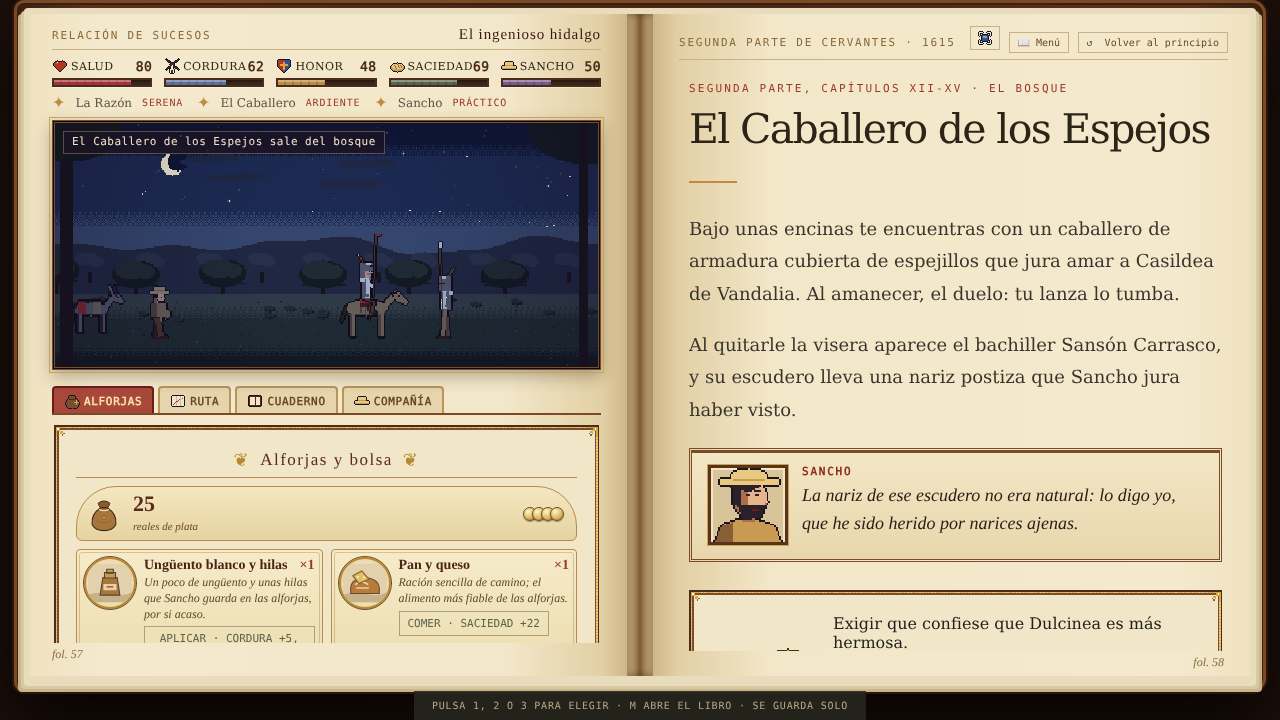 RELACIÓN DE SUCESOS
El ingenioso hidalgo
SALUD 80
CORDURA 62
HONOR 48
SACIEDAD 69
SANCHO 50
La Razón SERENA
El Caballero ARDIENTE
Sancho PRÁCTICO
El Caballero de los Espejos sale del bosque
ALFORJAS
RUTA
CUADERNO
COMPAÑÍA
Alforjas y bolsa
25
reales de plata
Ungüento blanco y hilas ×1
Un poco de ungüento y unas hilas
que Sancho guarda en las alforjas,
por si acaso.
APLICAR · CORDURA +5,
Pan y queso ×1
Ración sencilla de camino; el
alimento más fiable de las alforjas.
COMER · SACIEDAD +22
fol. 57
SEGUNDA PARTE DE CERVANTES · 1615
Menú
Volver al principio
SEGUNDA PARTE, CAPÍTULOS XII-XV · EL BOSQUE
El Caballero de los Espejos
Bajo unas encinas te encuentras con un caballero de
armadura cubierta de espejillos que jura amar a Casildea
de Vandalia. Al amanecer, el duelo: tu lanza lo tumba.
Al quitarle la visera aparece el bachiller Sansón Carrasco,
y su escudero lleva una nariz postiza que Sancho jura
haber visto.
SANCHO
La nariz de ese escudero no era natural: lo digo yo,
que he sido herido por narices ajenas.
Exigir que confiese que Dulcinea es más
hermosa.
fol. 58
PULSA 1, 2 O 3 PARA ELEGIR · M ABRE EL LIBRO · SE GUARDA SOLO